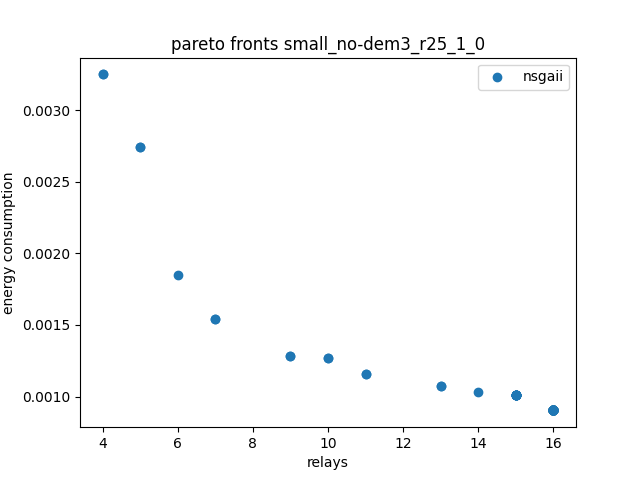 pareto fronts small_no-dem3_r25_1_0
nsgaii
energy consumption
0.0030
0.0025
0.0020
0.0015
0.0010
4 6 8 10 12 14 16
relays